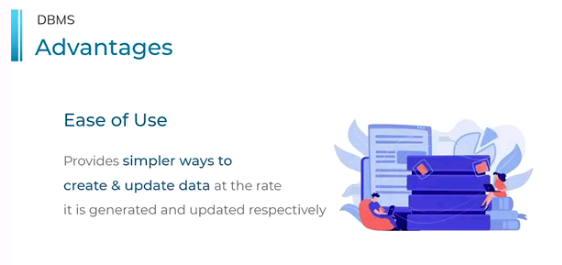 DBMS
Advantages
Ease of Use
Provides simpler ways to
create & update data at the rate
it is generated and updated respectively